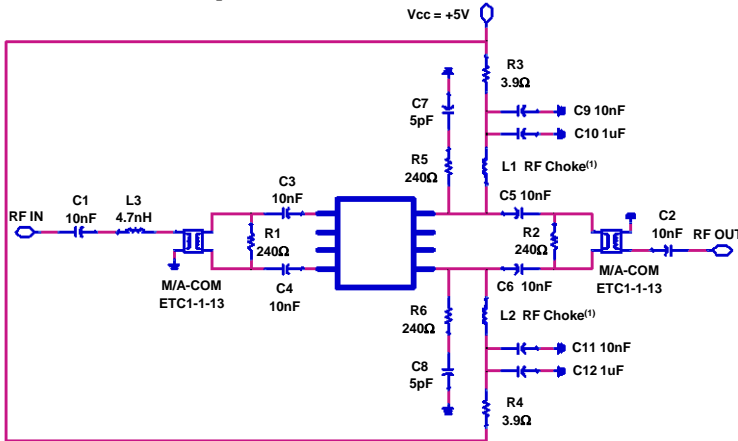 Vcc = +5V
R3
3.9Ω
C7
5pF
C9 10nF
C10 1uF
R5
240Ω
L1 RF Choke(1)
C1
10nF
L3
4.7nH
C3
10nF
C5 10nF
RF IN
R1
240Ω
R2
240Ω
C2
10nF
RF OUT
M/A-COM
ETC1-1-13
C4
10nF
C6 10nF
M/A-COM
ETC1-1-13
R6
240Ω
L2 RF Choke(1)
C8
5pF
C11 10nF
C12 1uF
R4
3.9Ω